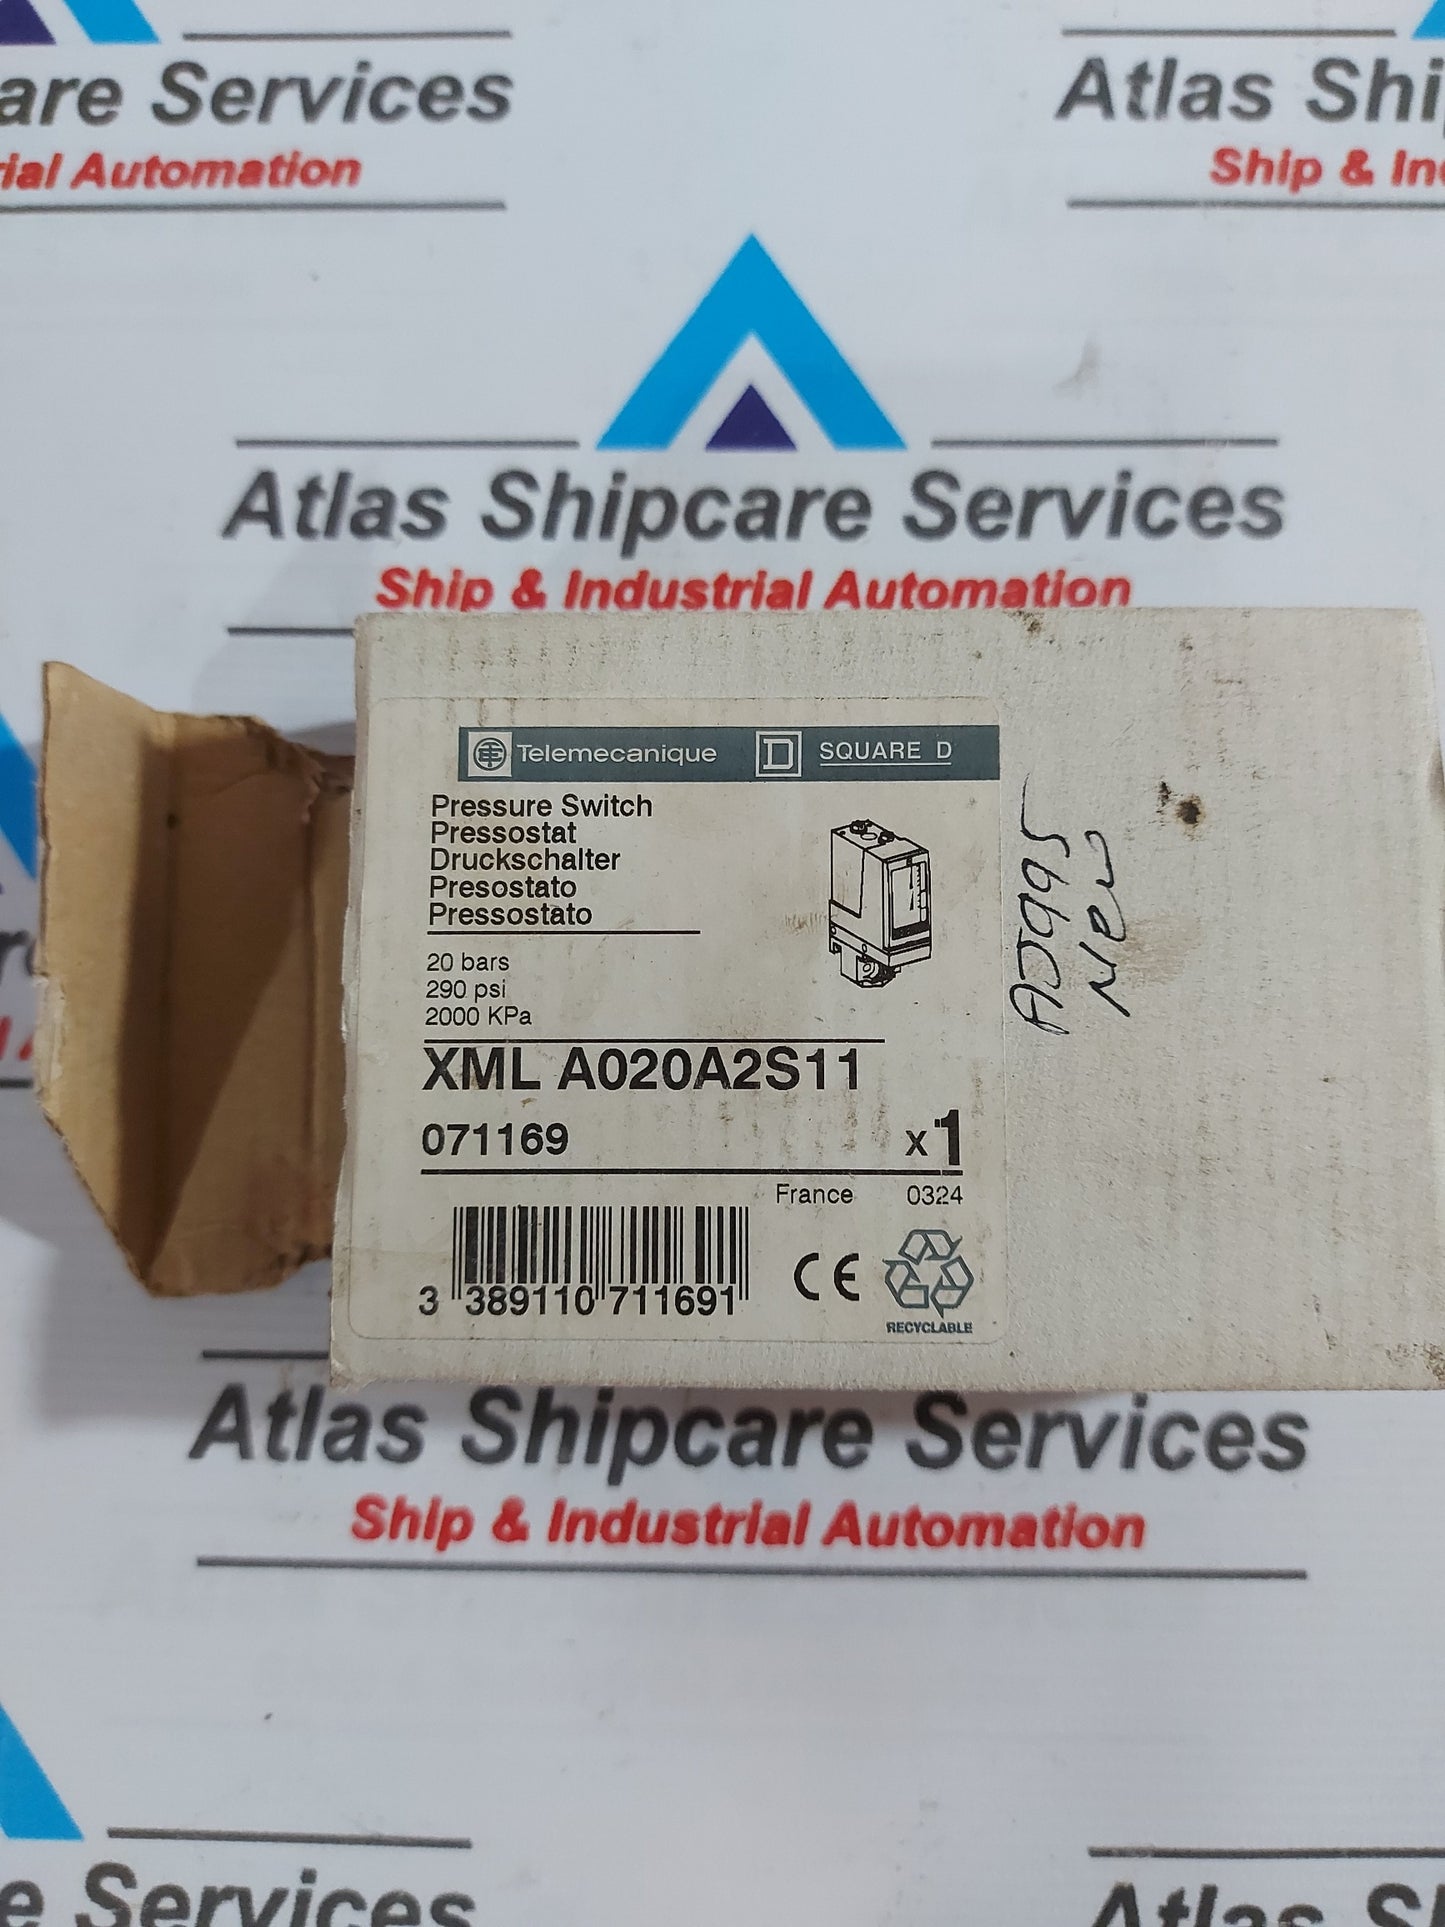 are Services
Atlas Shi
rial Automation
Ship & In
Atlas Shipcare Services
Ship & Industrial Automation
Telemecanique
SQUARE D
Pressure Switch
Pressostat
Druckschalter
Presostato
Pressostato
20 bars
290 psi
2000 KPa
XML A020A2S11
071169
x1
France 0324
3 389110 711691
CE
RECYCLABLE
AJ995
New
Atlas Shipcare Services
Ship & Industrial Automation
e Services
Atlas S